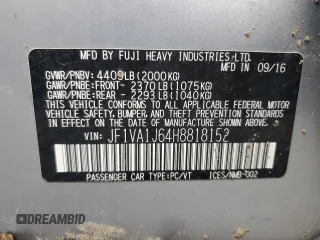 MFD BY FUJI HEAVY INDUSTRIES LTD.
09/16
GVWR/PNBV: 4409LB(2000KG)
GAWR/PNBE:FRONT- 2370LB(1075KG)
GAWR/PNBE:REAR - 2293LB(1040KG)
THIS VEHICLE CONFORMS TO ALL APPLICABLE FEDERAL MOTOR VEHICLE SAFETY, BUMPER, AND THEFT PREVENTION STANDARDS IN EFFECT ON THE DATE OF MANUFACTURE SHOWN ABOVE.
VIN: JF1VA1J64H8818152
PASSENGER CAR TYPE:PC/VT ICES/NMB-002
DREAMBID